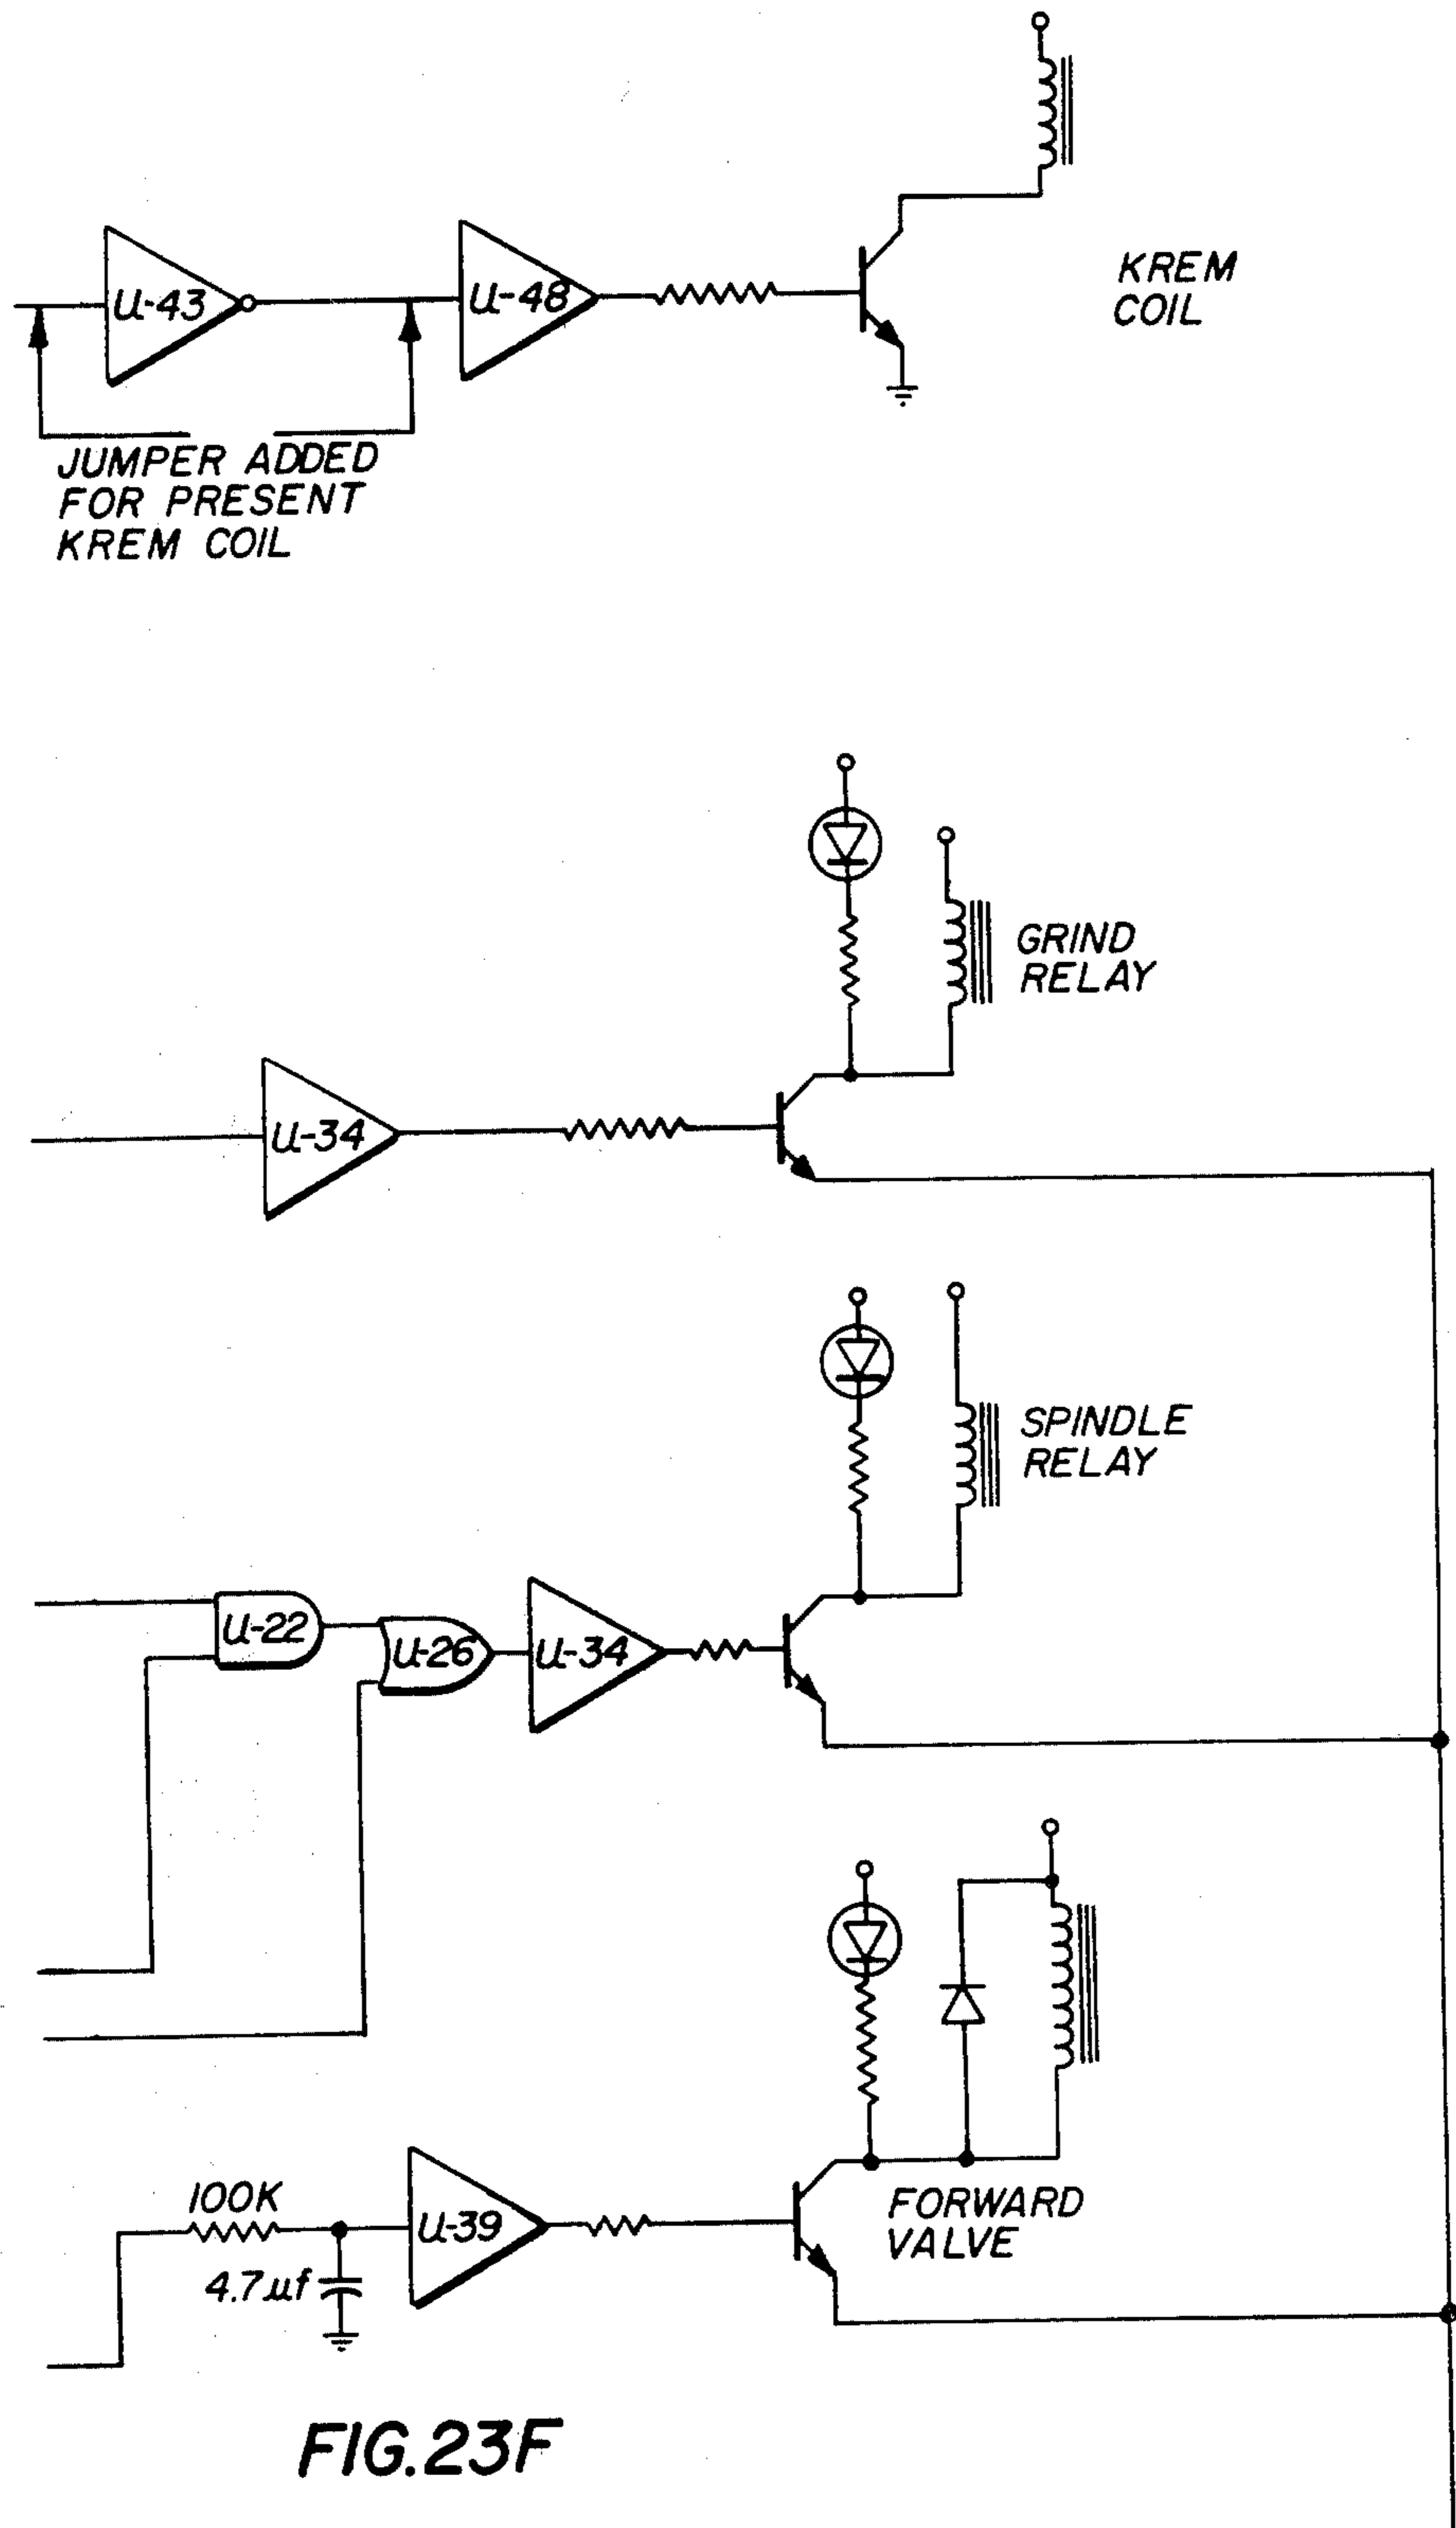 U-43
U-48
KREM
COIL
JUMPER ADDED
FOR PRESENT
KREM COIL
GRIND
RELAY
U-34
SPINDLE
RELAY
U-22
U-26
U-34
100K
U-39
4.7µf
FORWARD
VALVE
FIG.23F